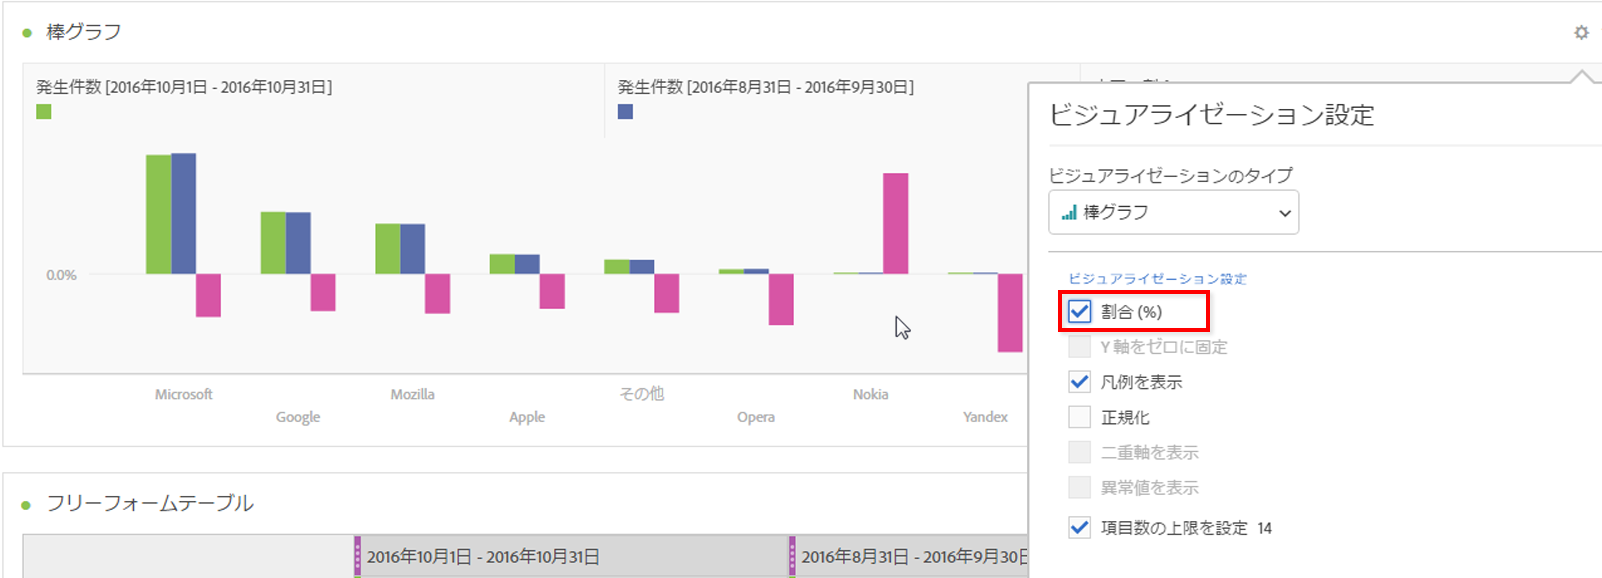 棒グラフ
発生件数 [2016年10月1日 - 2016年10月31日]
発生件数 [2016年8月31日 - 2016年9月30日]
0.0%
Microsoft
Google
Mozilla
Apple
その他
Opera
Nokia
Yandex
ビジュアライゼーション設定
ビジュアライゼーションのタイプ
棒グラフ
ビジュアライゼーション設定
割合 (%)
Y 軸をゼロに固定
凡例を表示
正規化
二重軸を表示
異常値を表示
項目数の上限を設定 14
フリーフォームテーブル
2016年10月1日 - 2016年10月31日
2016年8月31日 - 2016年9月30日